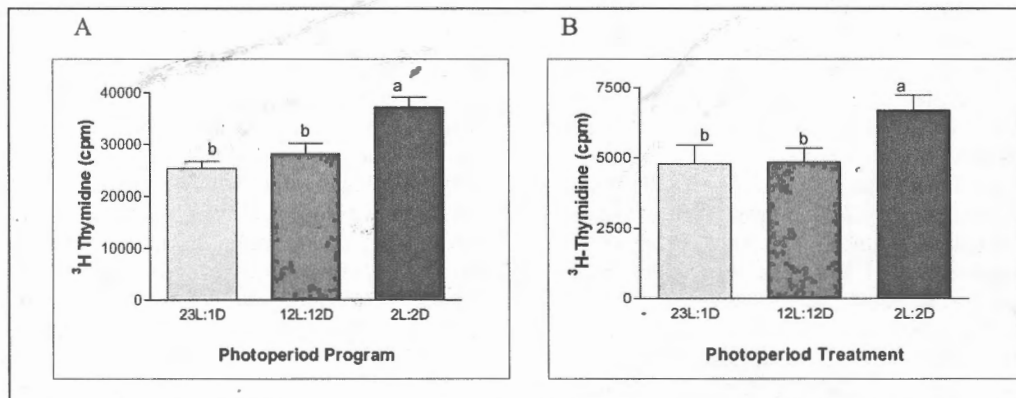 A
³H Thymidne (cpm)
40000
30000
20000
10000
0
b
b
a
23L:1D
12L:12D
2L:2D
Photoperiod Program
B
³H-Thymidine (cpm)
7500
5000
2500
0
b
b
a
23L:1D
12L:12D
2L:2D
Photoperiod Treatment